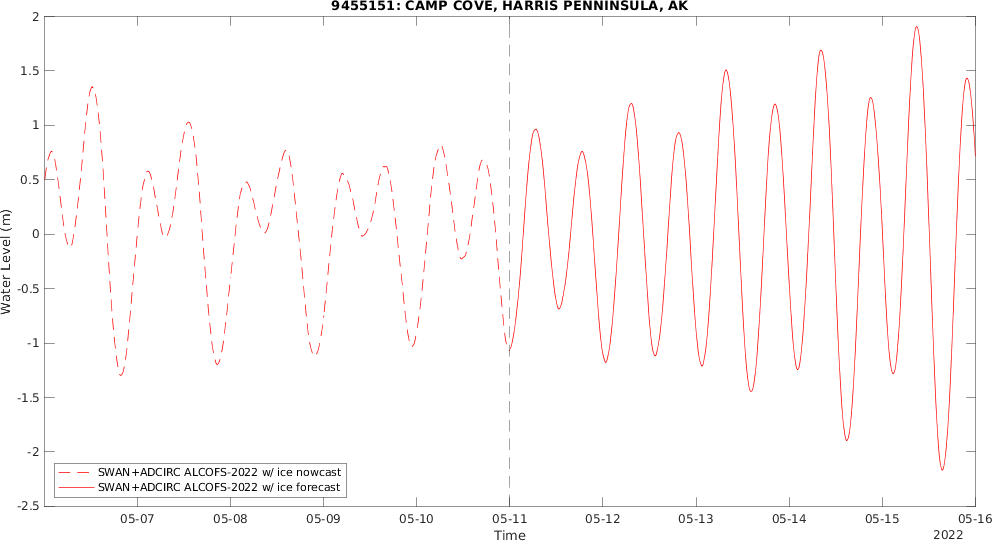 9455151: CAMP COVE, HARRIS PENNINSULA, AK
2
1.5
1
0.5
0
-0.5
-1
-1.5
-2
-2.5
Water Level (m)
SWAN+ADCIRC ALCOFS-2022 w/ ice nowcast
SWAN+ADCIRC ALCOFS-2022 w/ ice forecast
05-07 05-08 05-09 05-10 05-11 05-12 05-13 05-14 05-15 05-16
Time
2022